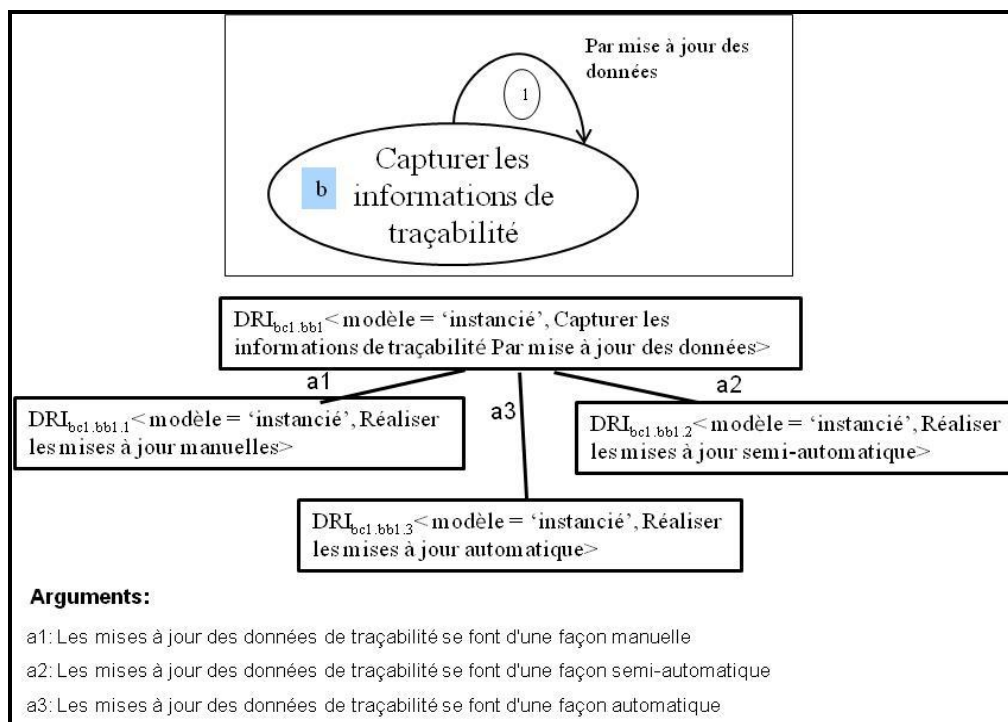 Par mise à jour des
données
1
Capturer les
b
informations de
traçabilité
DRIbc1.bb1< modèle = ‘instancié’, Capturer les
informations de traçabilité Par mise à jour des données>
a1
a2
a3
DRIbc1.bb1.1< modèle = ‘instancié’, Réaliser
les mises à jour manuelles>
DRIbc1.bb1.2< modèle = ‘instancié’, Réaliser
les mises à jour semi-automatique>
DRIbc1.bb1.3< modèle = ‘instancié’, Réaliser
les mises à jour automatique>
Arguments:
a1: Les mises à jour des données de traçabilité se font d'une façon manuelle
a2: Les mises à jour des données de traçabilité se font d'une façon semi-automatique
a3: Les mises à jour des données de traçabilité se font d'une façon automatique